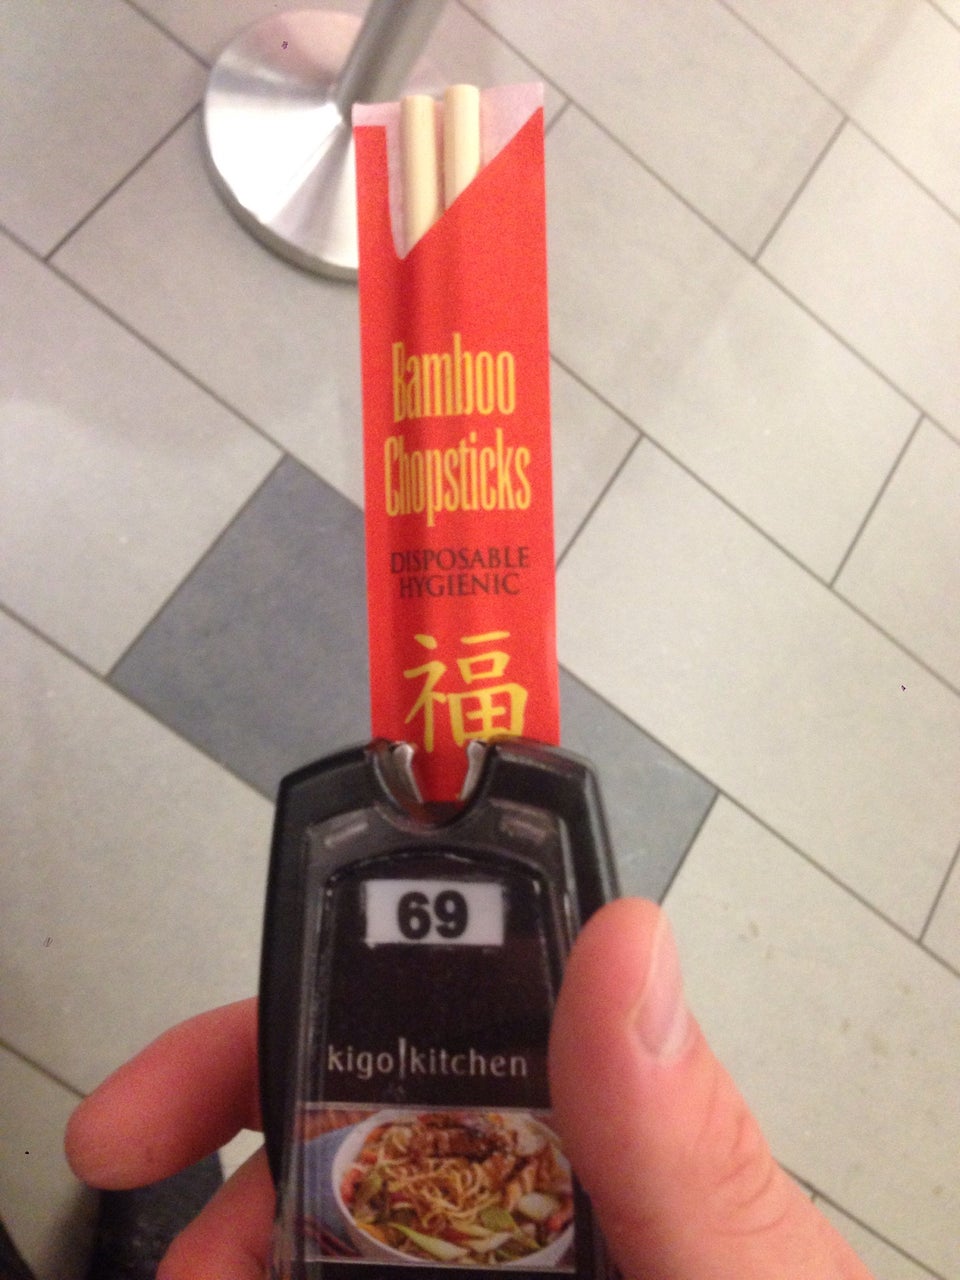 Bamboo
Chopsticks
DISPOSABLE
HYGIENIC
福
69
kigo kitchen